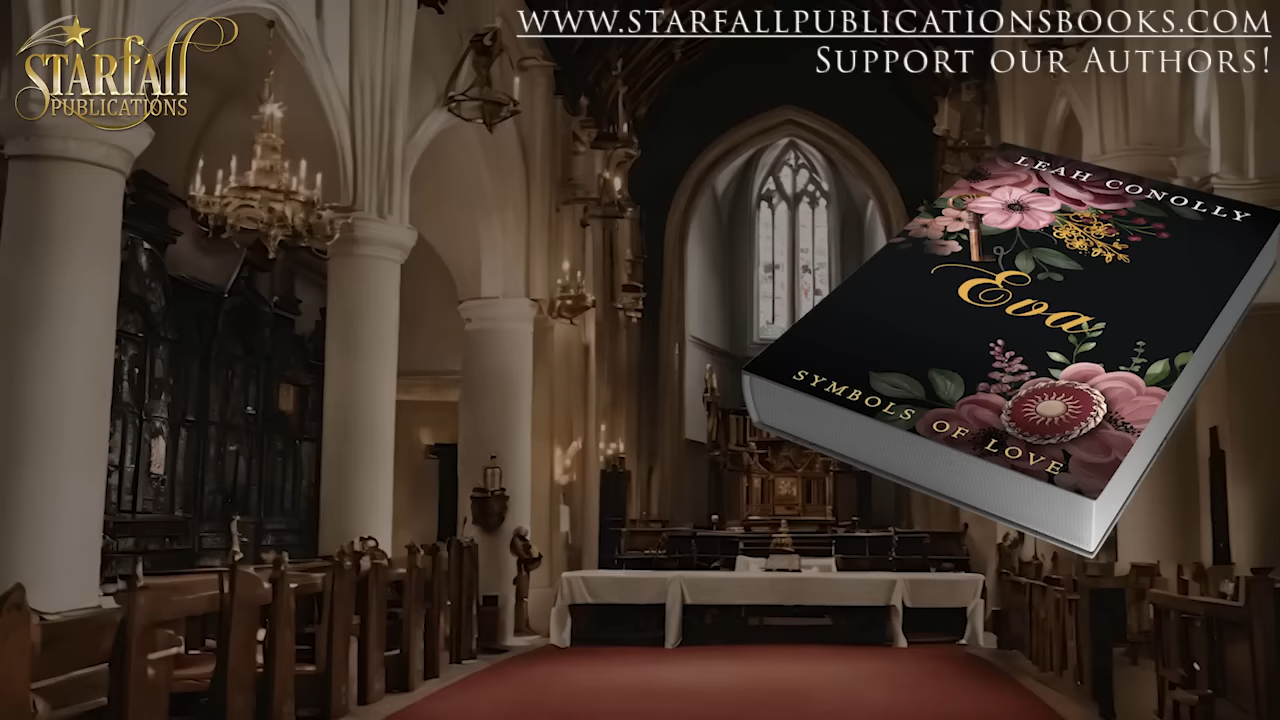 STARfall
PUBLICATIONS
WWW.STARFALLPUBLICATIONSBOOKS.COM
SUPPORT OUR AUTHORS!
LEAH CONOLLY
Eva
SYMBOLS OF LOVE